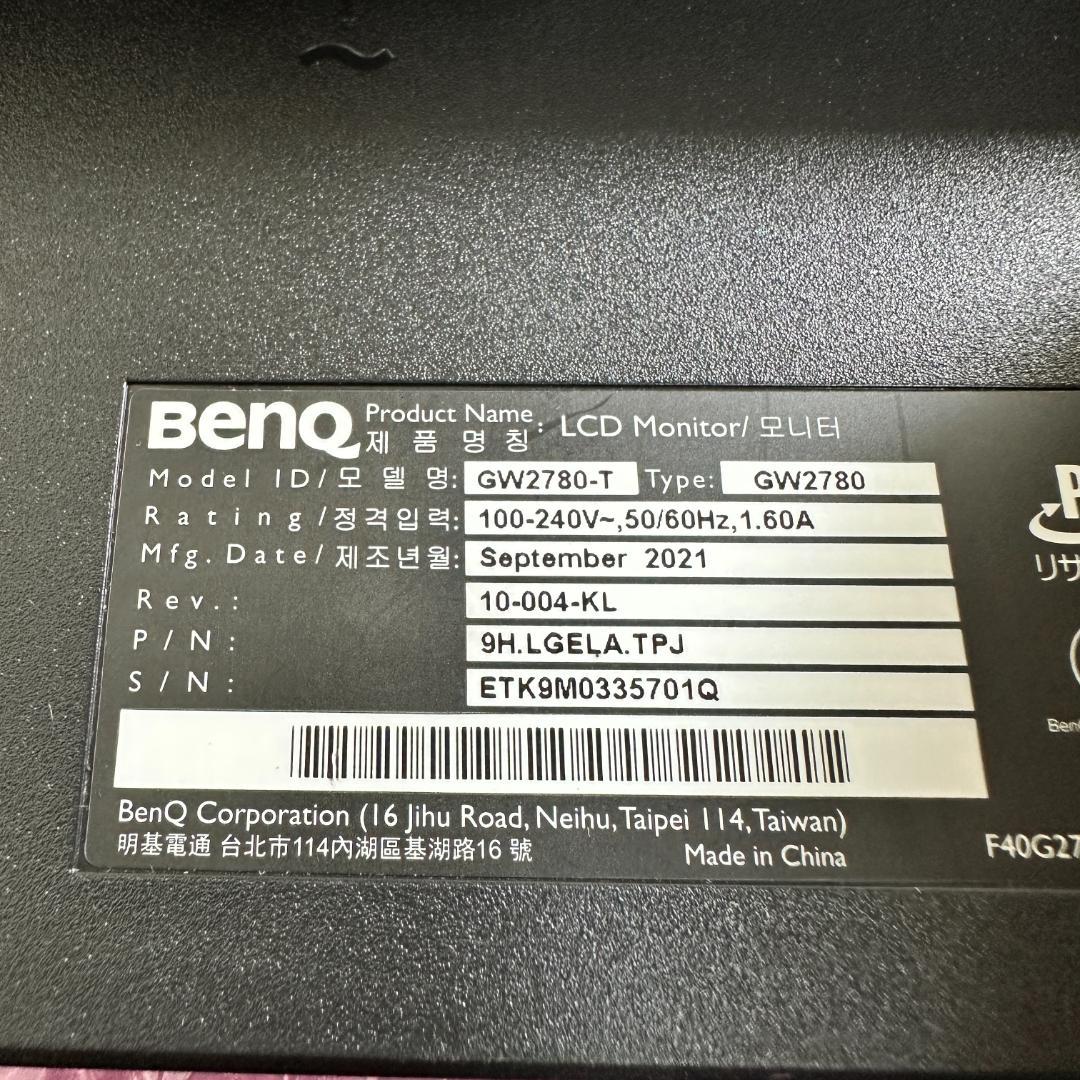 BenQ Product Name : LCD Monitor/ 모니터
제 품 명 칭
Model ID/모 델 명: GW2780-T Type: GW2780
Rating/정격입력: 100-240V~,50/60Hz,1.60A
Mfg. Date/ 제조년월: September 2021
Rev.: 10-004-KL
P/N: 9H.LGELA.TPJ
S/N: ETK9M0335701Q
BenQ Corporation (16 Jihu Road, Neihu, Taipei 114, Taiwan)
明基電通 台北市114內湖區基湖路16 號
Made in China
P
リサ
Ben
F40G27